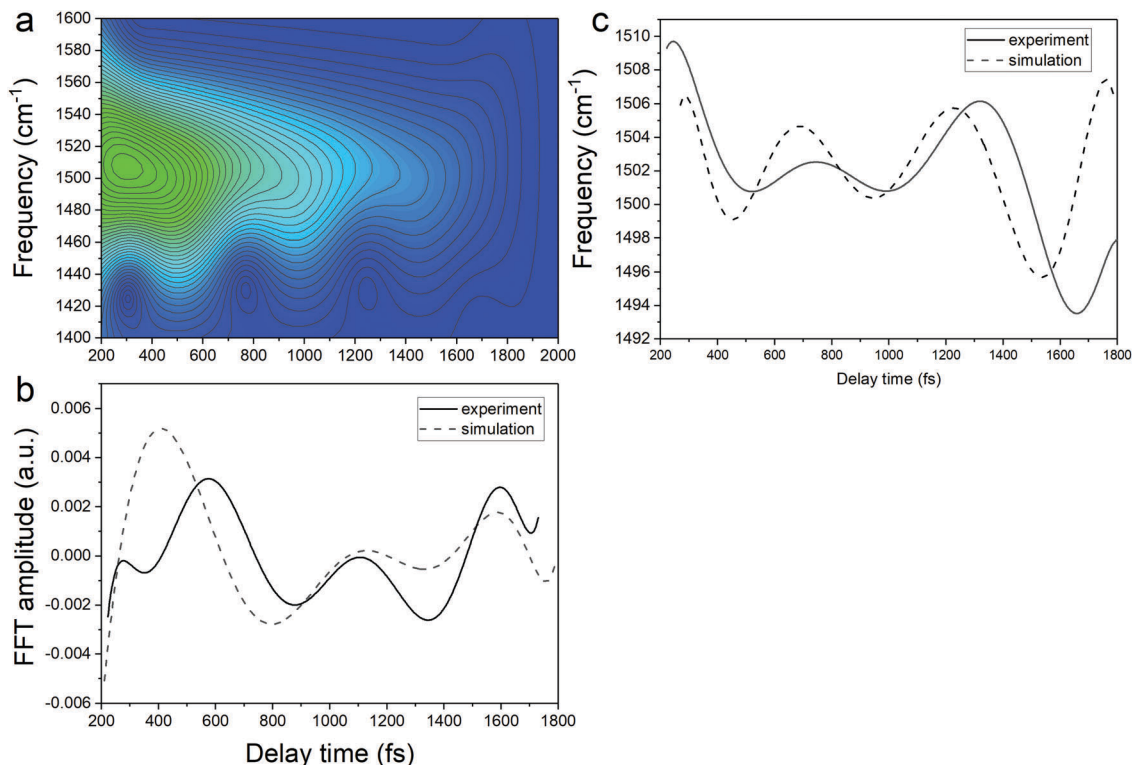 a
1600
1580
1560
1540
1520
1500
1480
1460
1440
1420
1400
Frequency (cm⁻¹)
200 400 600 800 1000 1200 1400 1600 1800 2000
b
0.006
0.004
0.002
0.000
-0.002
-0.004
-0.006
FFT amplitude (a.u.)
experiment
simulation
200 400 600 800 1000 1200 1400 1600 1800
Delay time (fs)
c
1510
1508
1506
1504
1502
1500
1498
1496
1494
1492
Frequency (cm⁻¹)
experiment
simulation
200 400 600 800 1000 1200 1400 1600 1800
Delay time (fs)